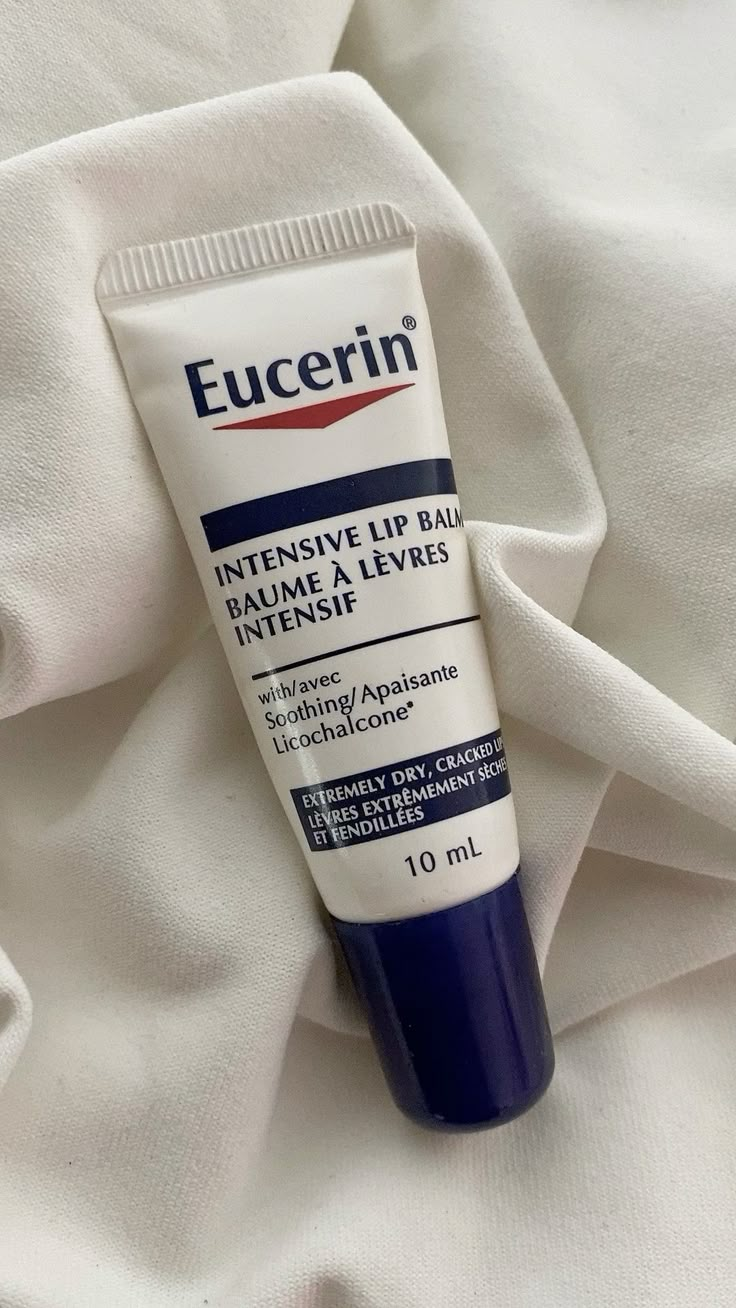 Eucerin®
INTENSIVE LIP BALM
BAUME À LÈVRES
INTENSIF
with/avec
Soothing/Apaisante
Licochalcone*
EXTREMELY DRY, CRACKED
LÈVRES EXTRÊMEMENT
ET FENDILLÉES
10 mL